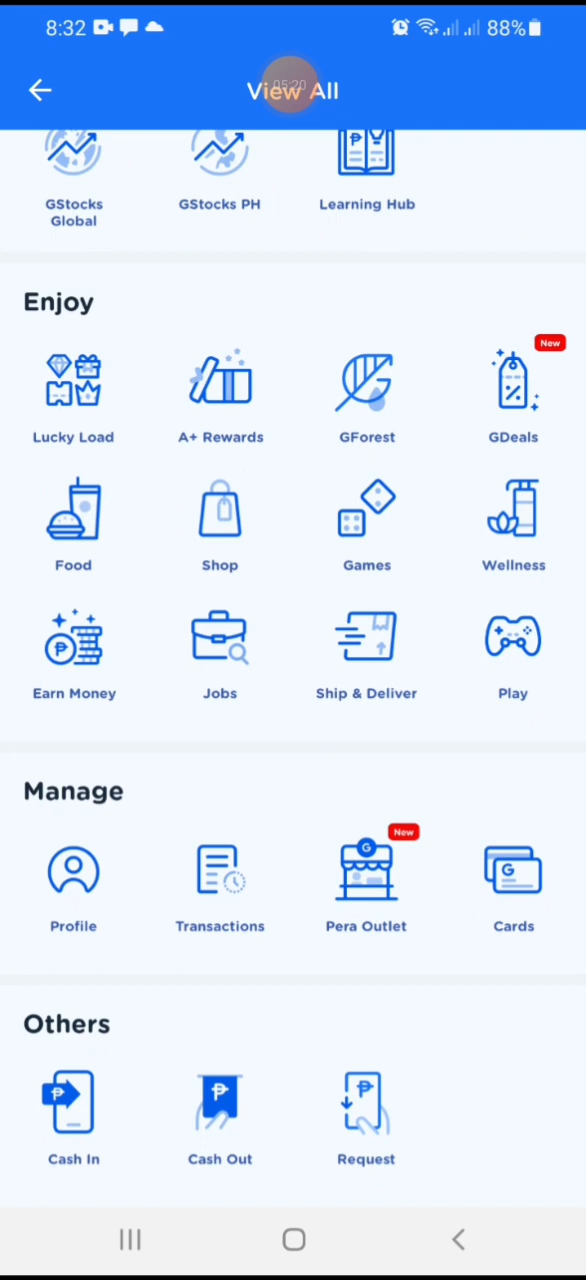 8:32 88%
05:20
View All
GStocks Global GStocks PH Learning Hub
Enjoy
New
Lucky Load A+ Rewards GForest GDeals
Food Shop Games Wellness
Earn Money Jobs Ship & Deliver Play
Manage
New
Profile Transactions Pera Outlet Cards
Others
Cash In Cash Out Request